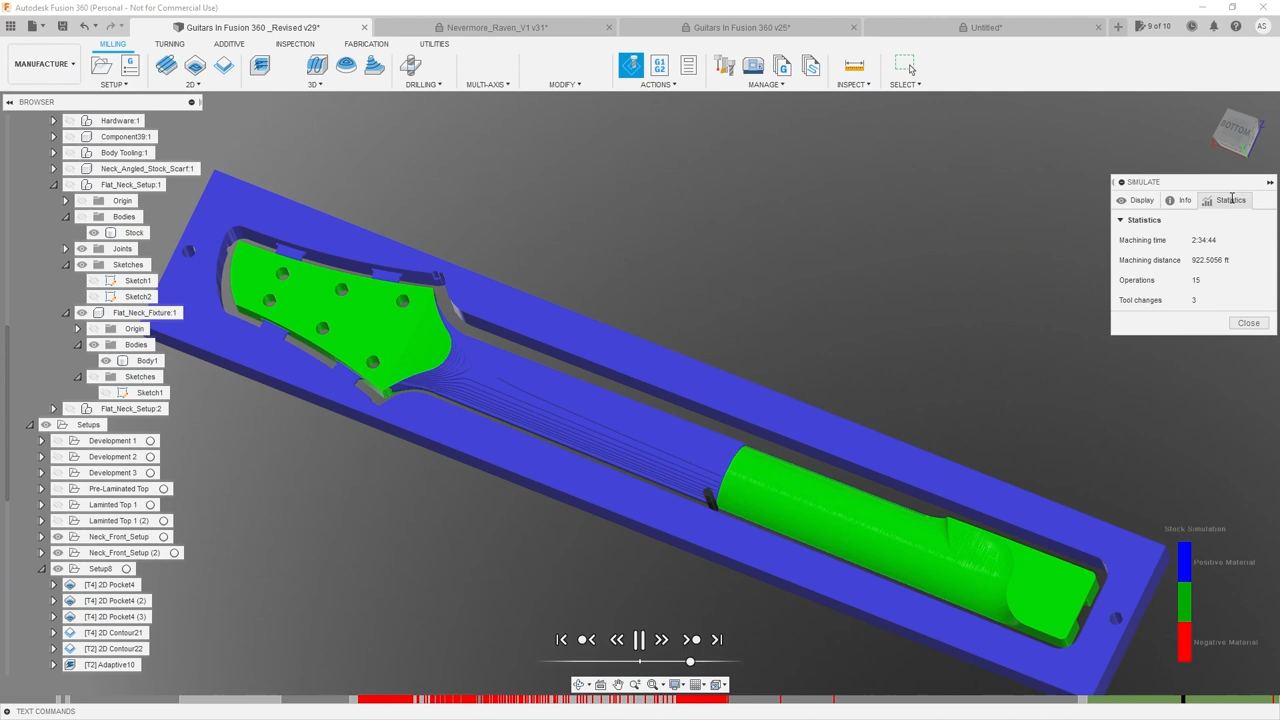 Autodesk Fusion 360 (Personal - Not for Commercial Use)
Guitars In Fusion 360 _Revised v29*
Nevermore_Raven_V1 v31*
Guitars In Fusion 360 v25*
Untitled*
9 of 10
AS
MILLING
TURNING
ADDITIVE
INSPECTION
FABRICATION
UTILITIES
MANUFACTURE
G1
G2
SETUP
2D
3D
DRILLING
MULTI-AXIS
MODIFY
ACTIONS
MANAGE
INSPECT
SELECT
BROWSER
Hardware:1
Component39:1
Body Tooling:1
Neck_Angled_Stock_Scarf:1
Flat_Neck_Setup:1
Origin
Bodies
Stock
Joints
Sketches
Sketch1
Sketch2
Flat_Neck_Fixture:1
Origin
Bodies
Body1
Sketches
Sketch1
Flat_Neck_Setup:2
Setups
Development 1
Development 2
Development 3
Pre-Laminated Top
Laminted Top 1
Laminted Top 1 (2)
Neck_Front_Setup
Neck_Front_Setup (2)
Setup8
[T4] 2D Pocket4
[T4] 2D Pocket4 (2)
[T4] 2D Pocket4 (3)
[T4] 2D Contour21
[T2] 2D Contour22
[T2] Adaptive10
BOTTOM
SIMULATE
Display
Info
Statistics
Statistics
Machining time 2:34:44
Machining distance 922.5056 ft
Operations 15
Tool changes 3
Close
Stock Simulation
Positive Material
Negative Material
TEXT COMMANDS